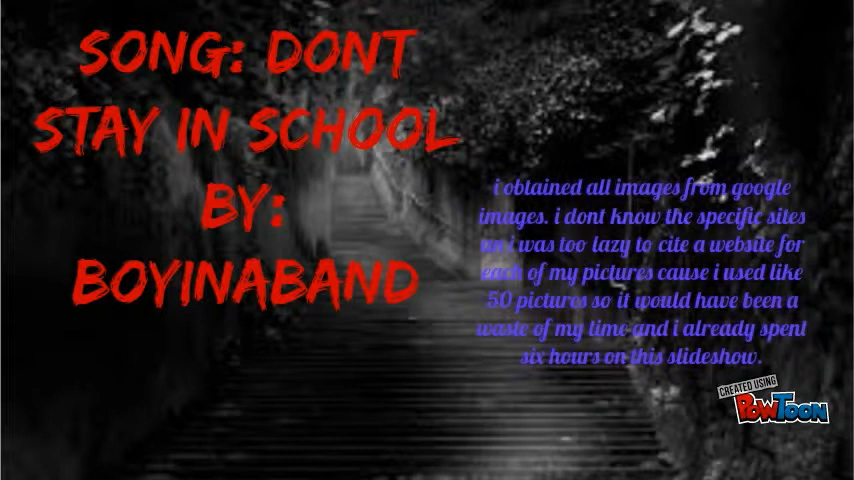 SONG: DONT
STAY IN SCHOOL
BY:
BOYINABAND
i obtained all images from google
images. i dont know the specific sites
an i was too lazy to cite a website for
each of my pictures cause i used like
50 pictures so it would have been a
waste of my time and i already spent
six hours on this slideshow.
CREATED USING
POWTOON